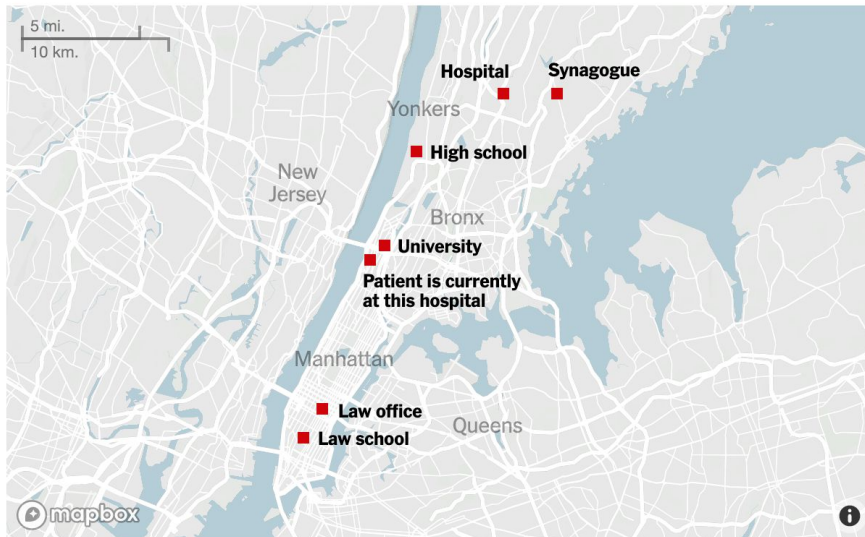 5 mi.
10 km.
Hospital
Synagogue
Yonkers
High school
New
Jersey
Bronx
University
Patient is currently
at this hospital
Manhattan
Law office
Queens
Law school
mapbox
i